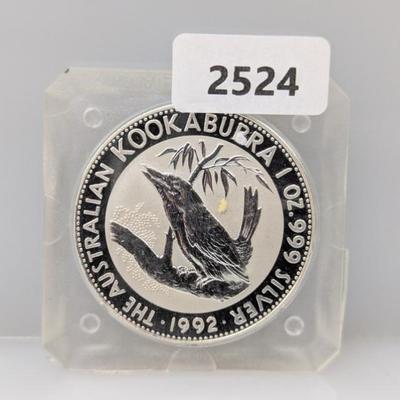 2524
THE AUSTRALIAN KOOKABURRA 1 OZ. 999 SILVER
· 1992 ·